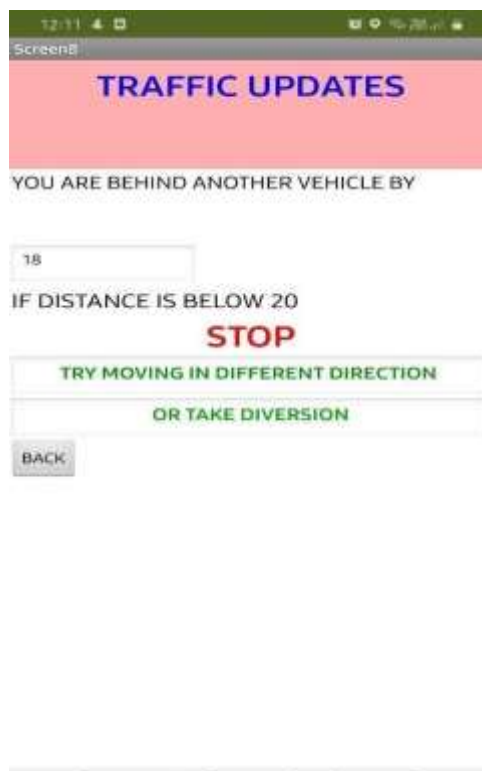 12:11
Screen8
TRAFFIC UPDATES
YOU ARE BEHIND ANOTHER VEHICLE BY
18
IF DISTANCE IS BELOW 20
STOP
TRY MOVING IN DIFFERENT DIRECTION
OR TAKE DIVERSION
BACK